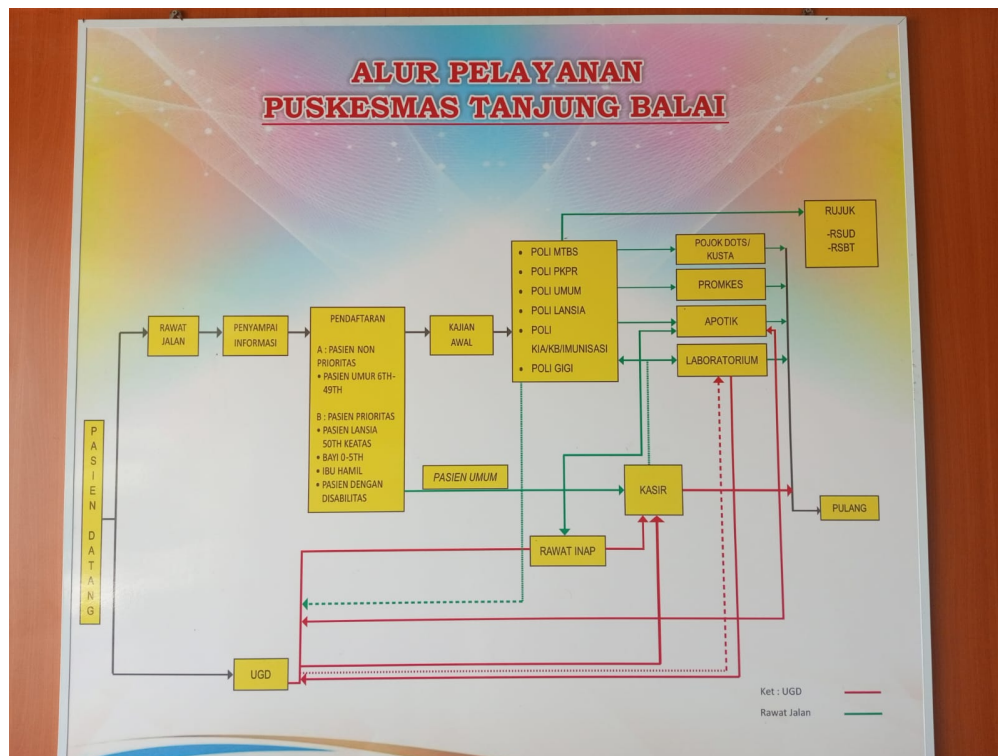 ALUR PELAYANAN
PUSKESMAS TANJUNG BALAI
PASIEN DATANG
RAWAT
JALAN
PENYAMPAI
INFORMASI
PENDAFTARAN
A : PASIEN NON
PRIORITAS
• PASIEN UMUR 6TH-
49TH
B : PASIEN PRIORITAS
• PASIEN LANSIA
50TH KEATAS
• BAYI 0-5TH
• IBU HAMIL
• PASIEN DENGAN
DISABILITAS
KAJIAN
AWAL
• POLI MTBS
• POLI PKPR
• POLI UMUM
• POLI LANSIA
• POLI
KIA/KB/IMUNISASI
• POLI GIGI
RUJUK
-RSUD
-RSBT
POJOK DOTS/
KUSTA
PROMKES
APOTIK
LABORATORIUM
PASIEN UMUM
KASIR
PULANG
RAWAT INAP
UGD
Ket : UGD
Rawat Jalan